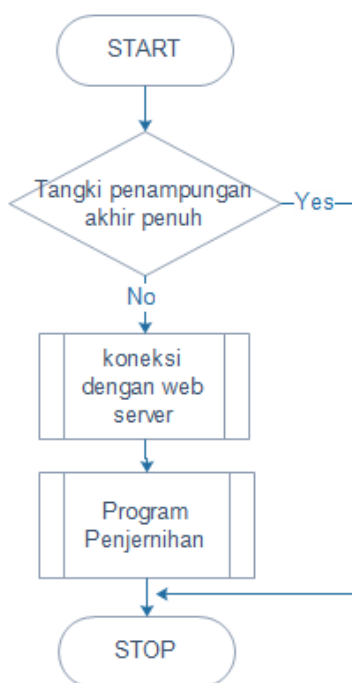 START
Tangki penampungan
akhir penuh
Yes
No
koneksi
dengan web
server
Program
Penjernihan
STOP